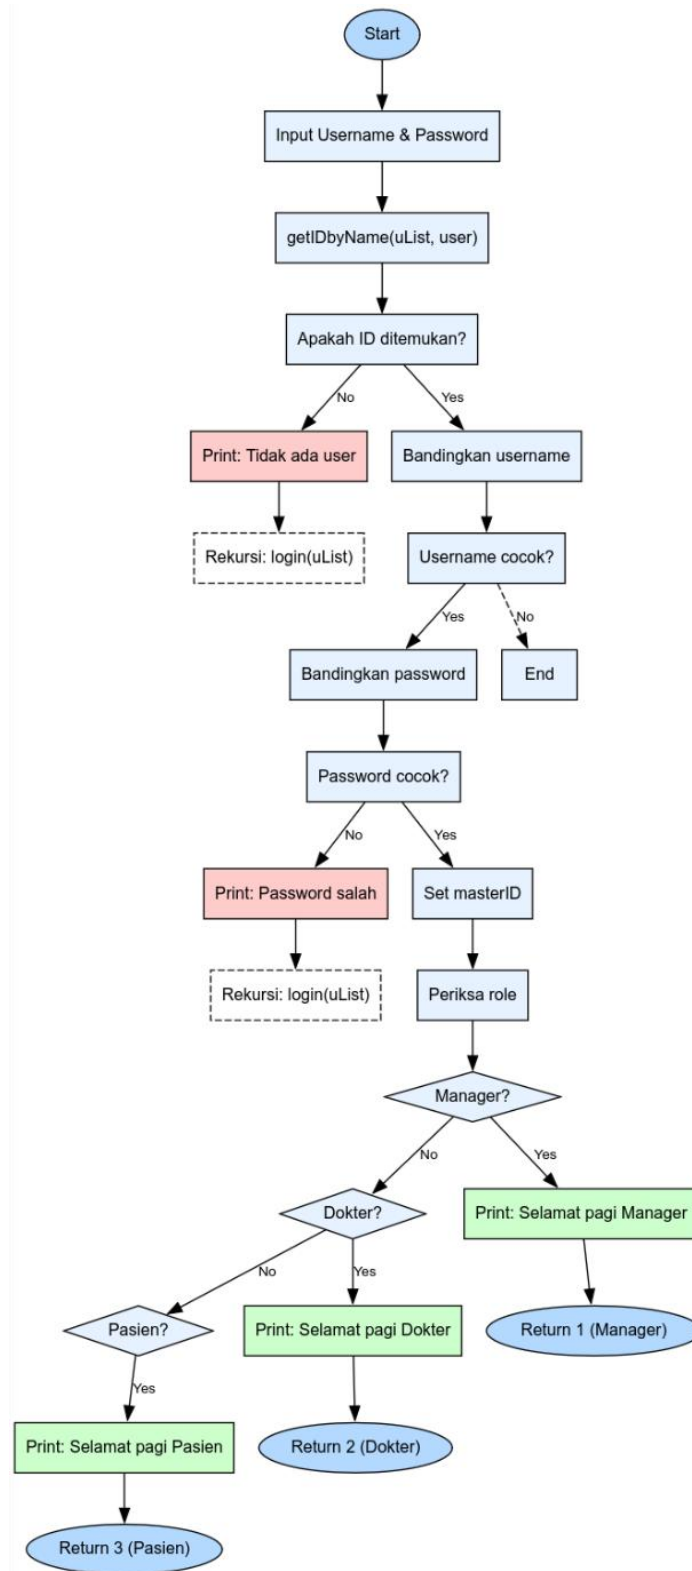 Start
Input Username & Password
getIDbyName(uList, user)
Apakah ID ditemukan?
No
Yes
Print: Tidak ada user
Bandingkan username
Rekursi: login(uList)
Username cocok?
Yes
No
Bandingkan password
End
Password cocok?
No
Yes
Print: Password salah
Set masterID
Rekursi: login(uList)
Periksa role
Manager?
No
Yes
Dokter?
Print: Selamat pagi Manager
No
Yes
Pasien?
Print: Selamat pagi Dokter
Return 1 (Manager)
Yes
Print: Selamat pagi Pasien
Return 2 (Dokter)
Return 3 (Pasien)